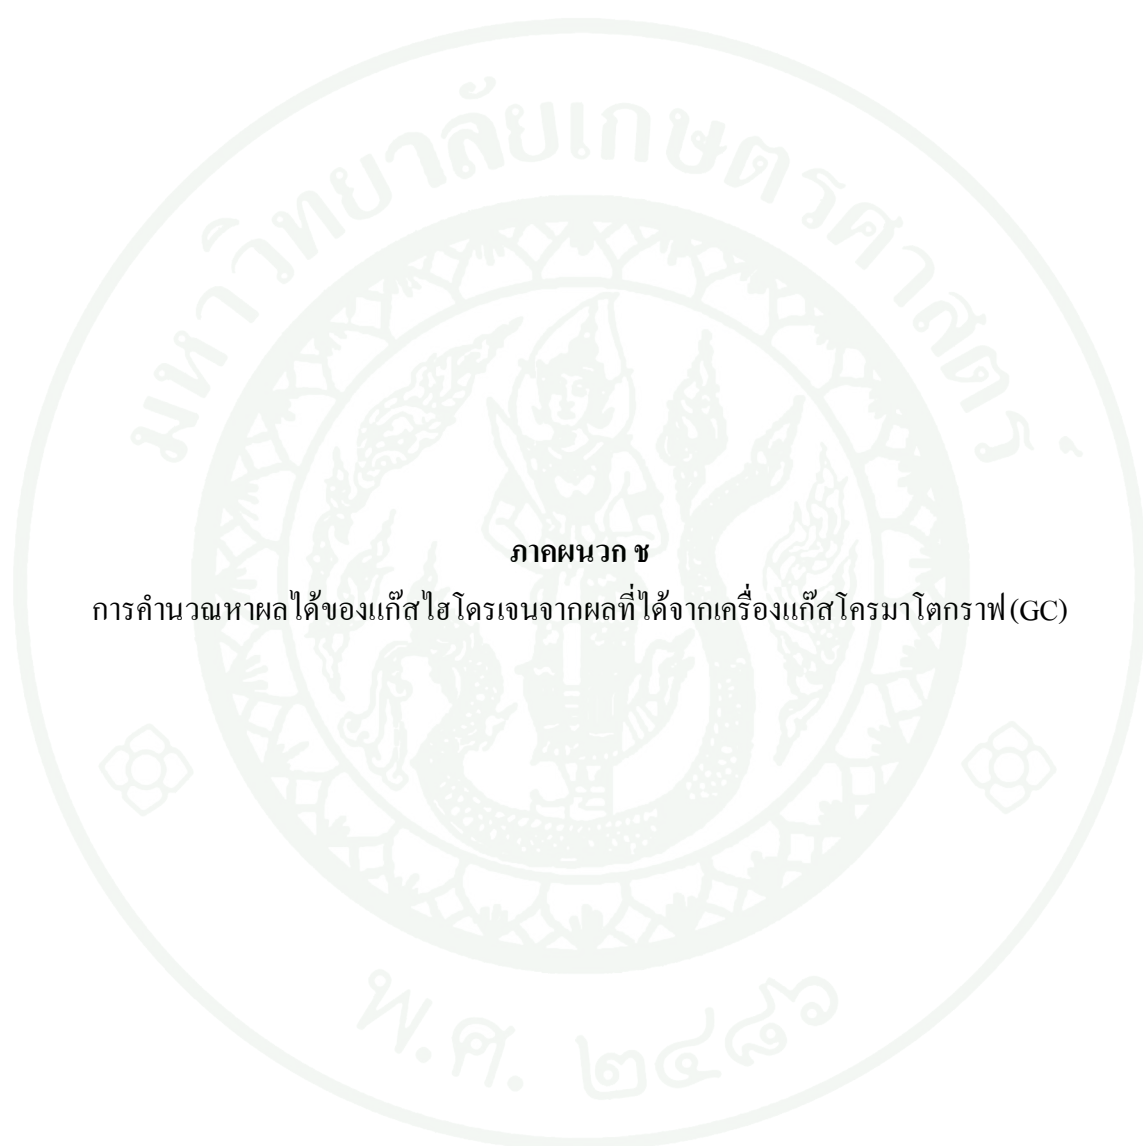 มหาวิทยาลัยเกษตรศาสตร์
ภาคผนวก ช
การคำนวณหาผลได้ของแก๊สไฮโดรเจนจากผลที่ได้จากเครื่องแก๊สโครมาโตกราฟ (GC)
พ.ศ. ๒๔๘๖